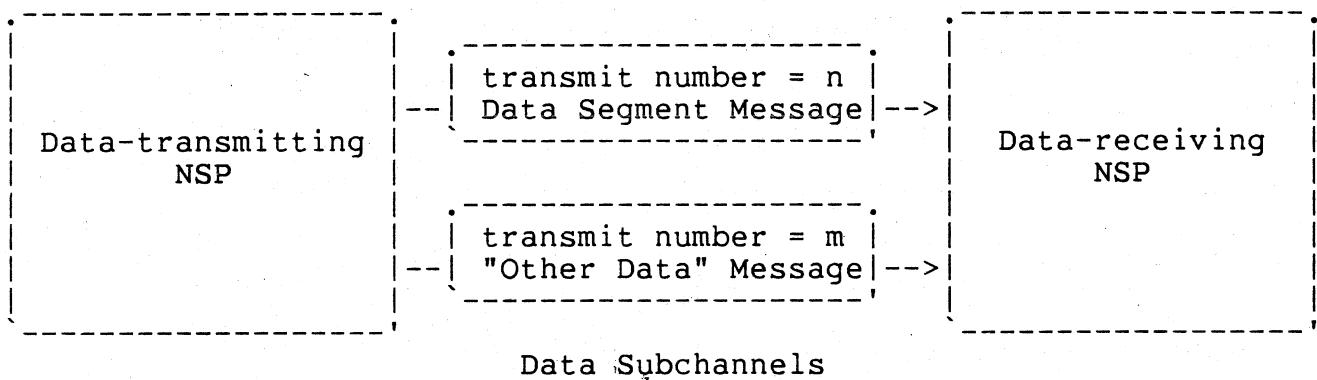 transmit number = n
Data Segment Message
Data-transmitting
NSP
Data-receiving
NSP
transmit number = m
"Other Data" Message
Data Subchannels